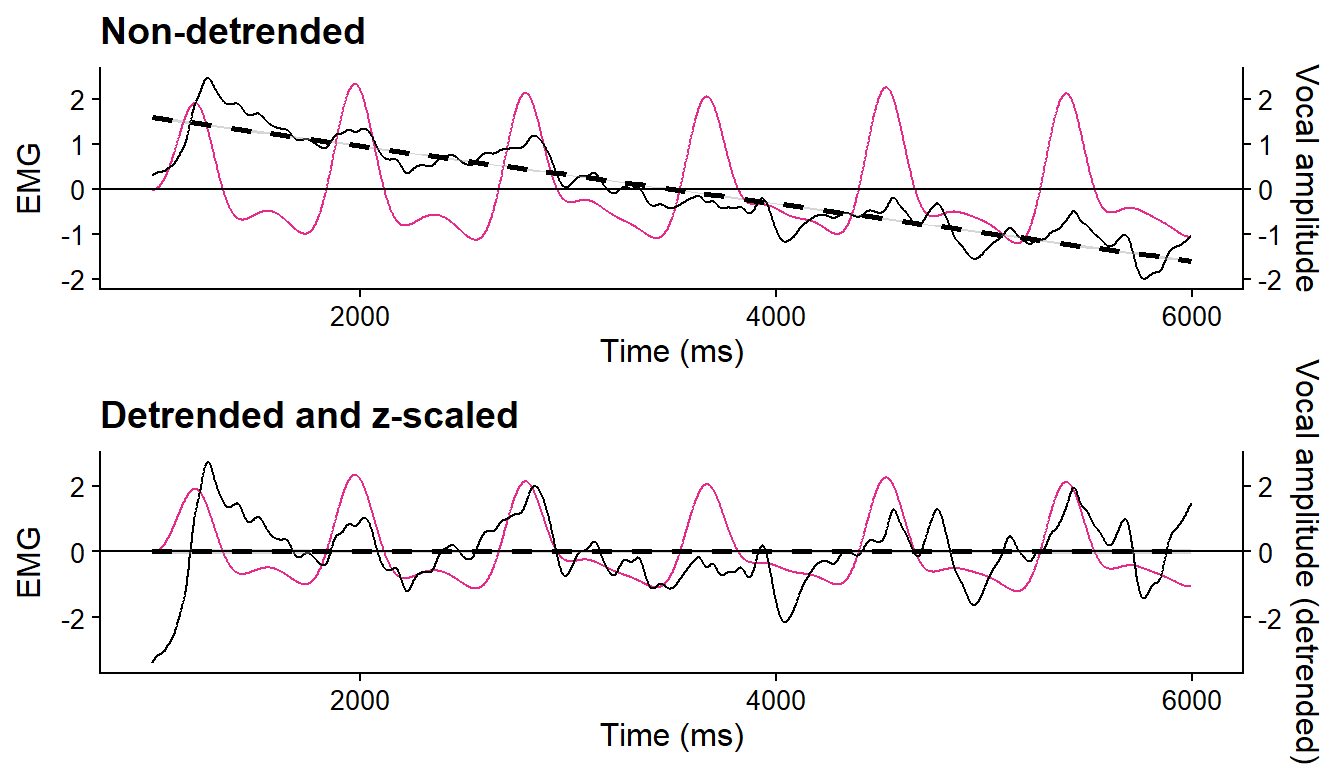 Non-detrended
EMG
2
1
0
-1
-2
2
1
0
-1
-2
Vocal amplitude
2000
4000
6000
Time (ms)
Detrended and z-scaled
EMG
2
0
-2
2
0
-2
Vocal amplitude (detrended)
2000
4000
6000
Time (ms)